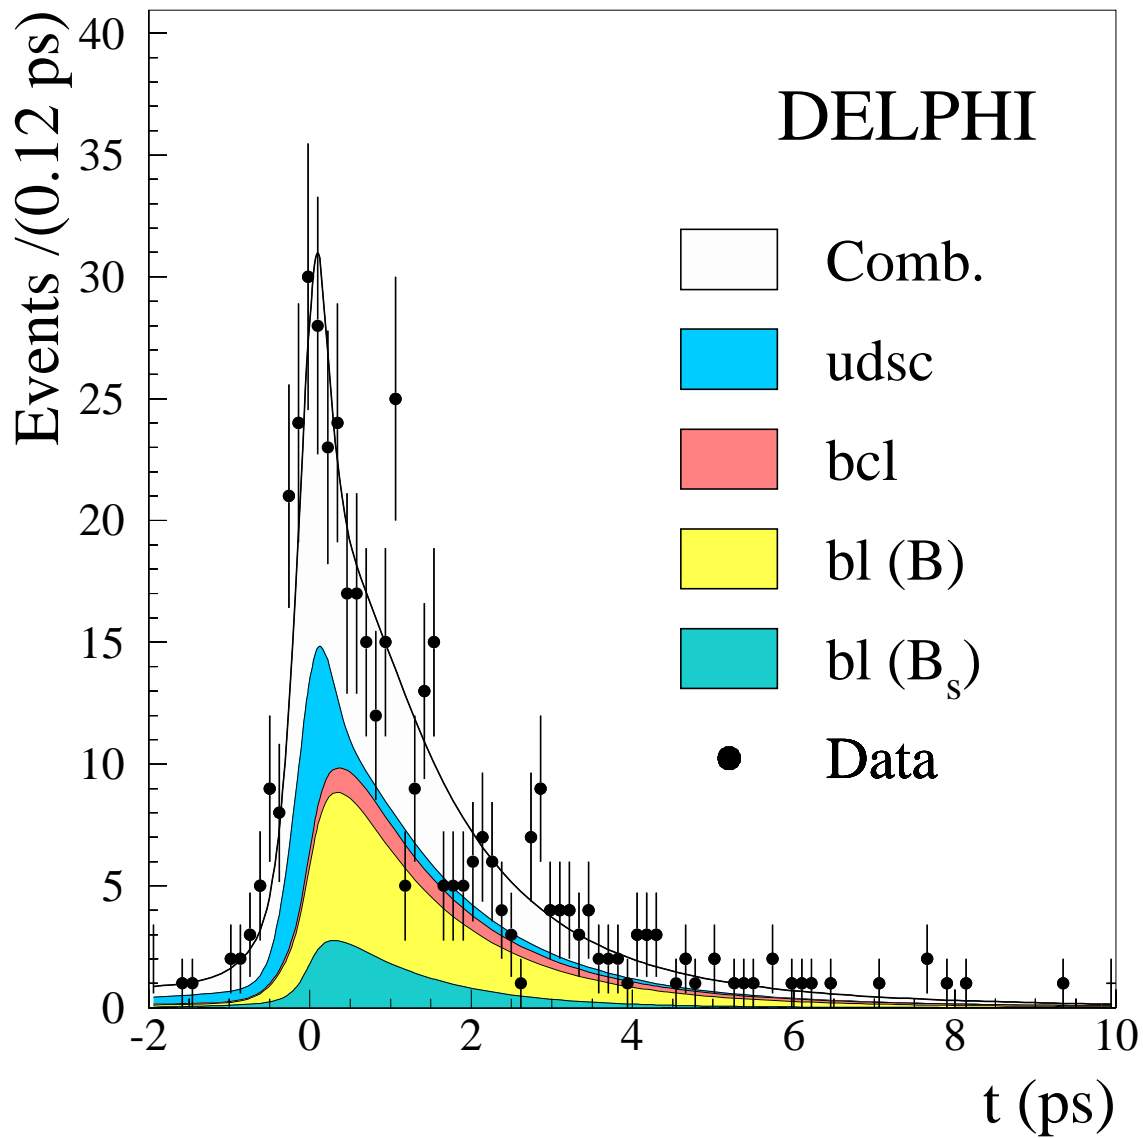 Events /(0.12 ps)
40
35
30
25
20
15
10
5
0
DELPHI
Comb.
udsc
bcl
bl (B)
bl (Bs)
Data
-2 0 2 4 6 8 10
t (ps)